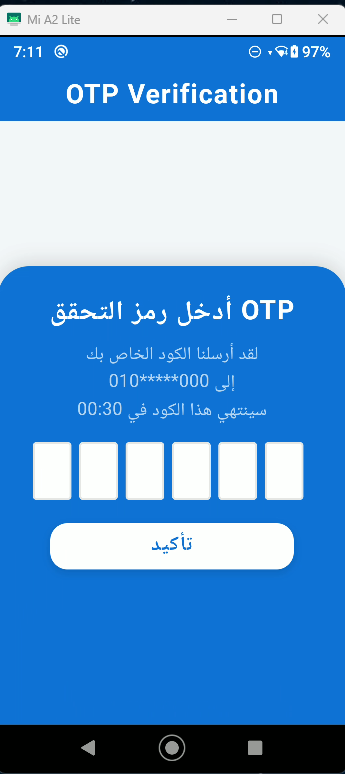 Mi A2 Lite
7:11 97%
OTP Verification
أدخل رمز التحقق OTP
لقد أرسلنا الكود الخاص بك
إلى 010*****000
سينتهي هذا الكود في 00:30
تأكيد